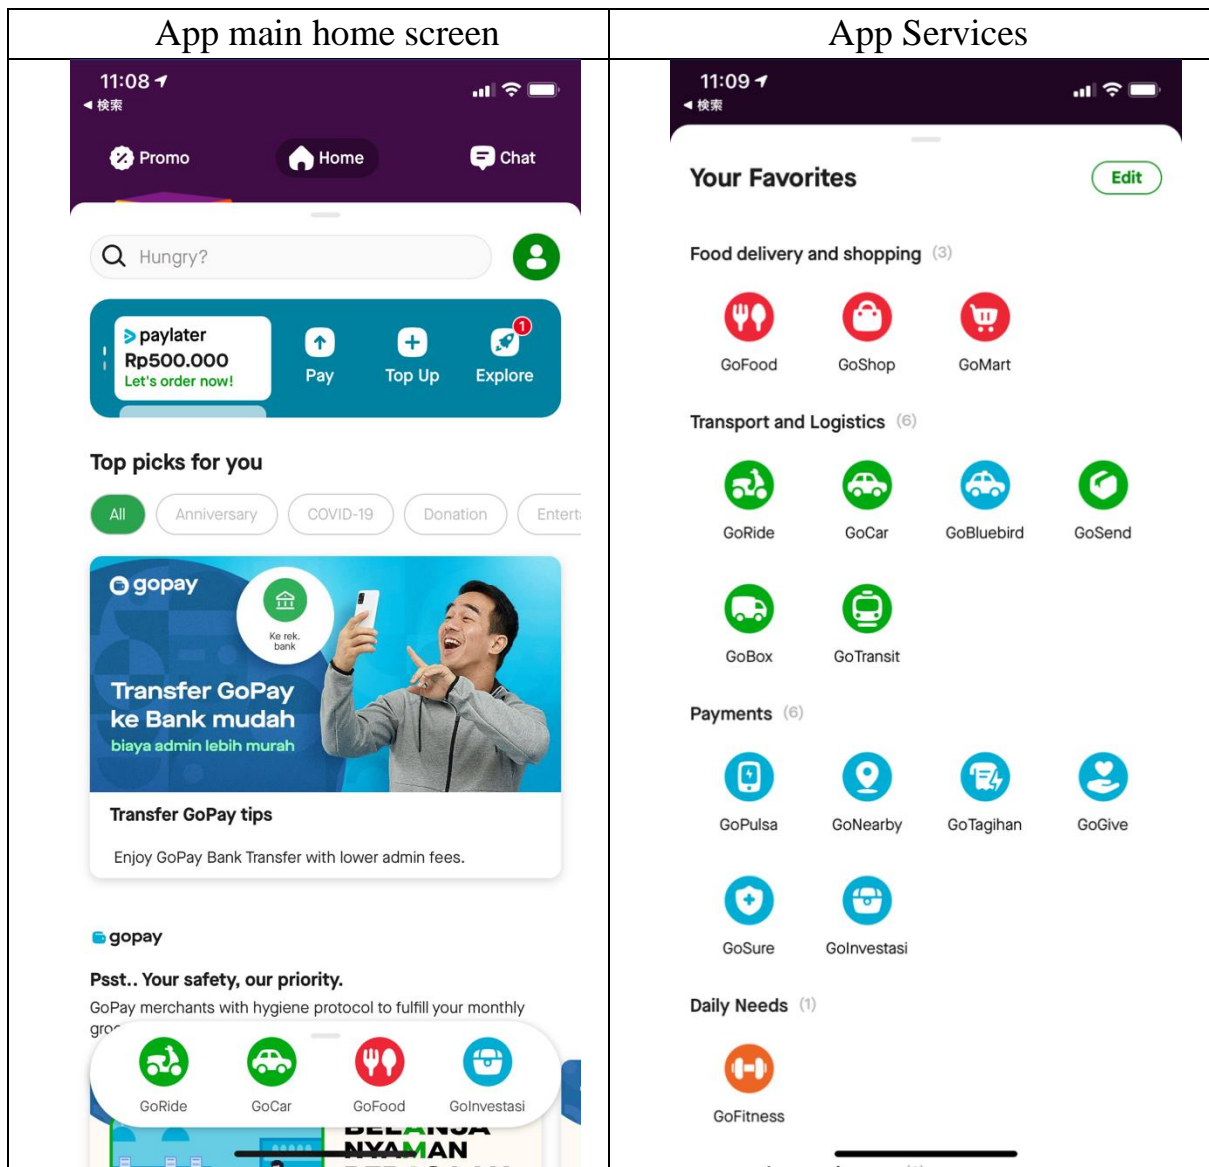 App main home screen
App Services
11:08
◀ 検索
Promo
Home
Chat
Hungry?
paylater
Rp500.000
Let's order now!
Pay
Top Up
1
Explore
Top picks for you
All
Anniversary
COVID-19
Donation
Enterta
gopay
Ke rek.
bank
Transfer GoPay
ke Bank mudah
biaya admin lebih murah
Transfer GoPay tips
Enjoy GoPay Bank Transfer with lower admin fees.
gopay
Psst.. Your safety, our priority.
GoPay merchants with hygiene protocol to fulfill your monthly
GoRide
GoCar
GoFood
GoInvestasi
BELANJA
NYAMAN
11:09
◀ 検索
Your Favorites
Edit
Food delivery and shopping (3)
GoFood
GoShop
GoMart
Transport and Logistics (6)
GoRide
GoCar
GoBluebird
GoSend
GoBox
GoTransit
Payments (6)
GoPulsa
GoNearby
GoTagihan
GoGive
GoSure
GoInvestasi
Daily Needs (1)
GoFitness